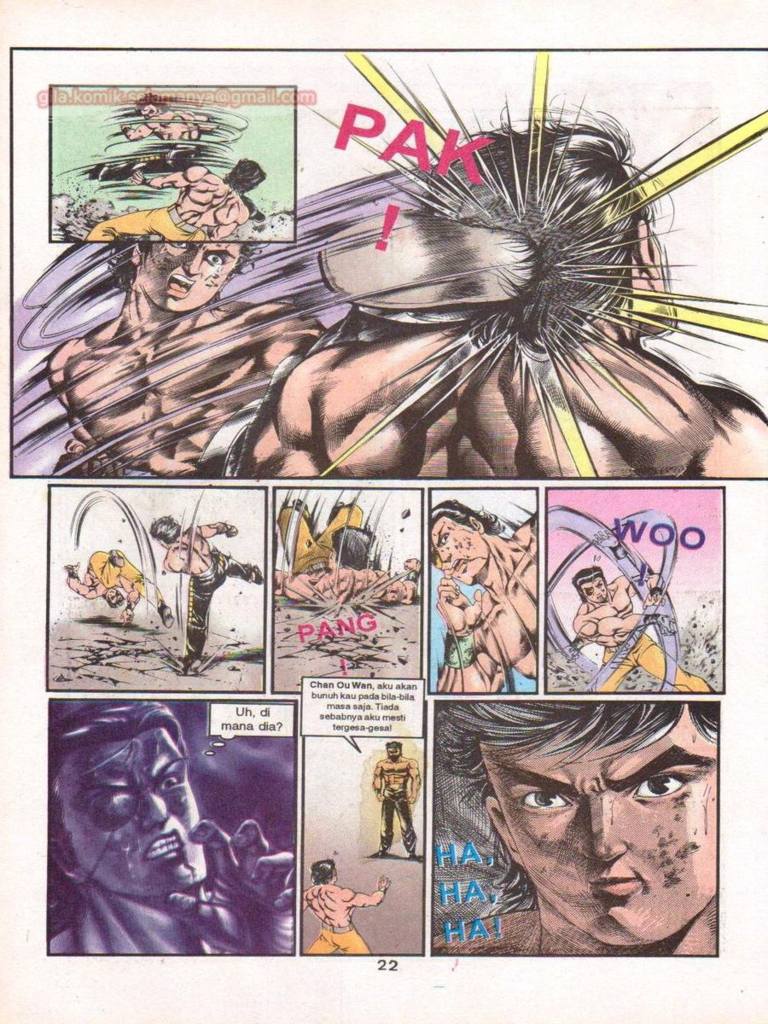 gila.komik.selamanya@gmail.com
PAK
!
PANG
!
WOO
!
Uh, di
mana dia?
Chan Ou Wan, aku akan
bunuh kau pada bila-bila
masa saja. Tiada
sebabnya aku mesti
tergesa-gesa!
HA,
HA,
HA!
22